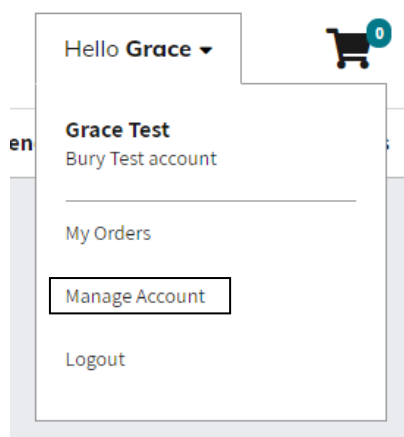 Hello Grace
0
Grace Test
Bury Test account
My Orders
Manage Account
Logout